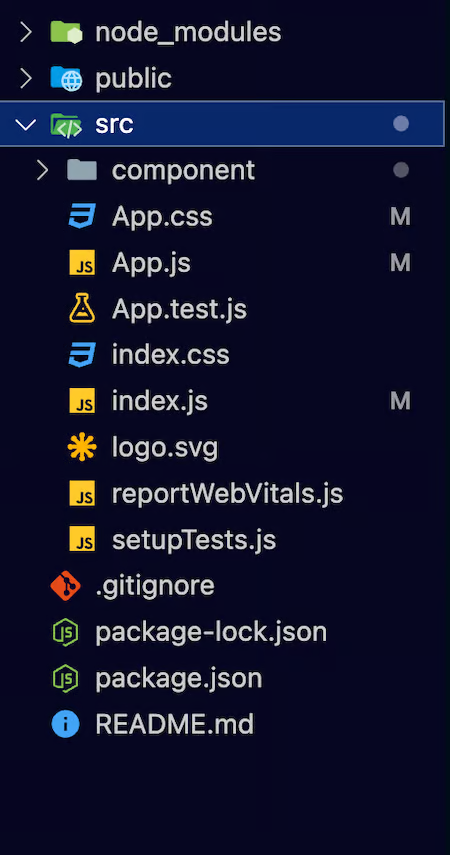 node_modules
public
src
component
App.css M
App.js M
App.test.js
index.css
index.js M
logo.svg
reportWebVitals.js
setupTests.js
.gitignore
package-lock.json
package.json
README.md